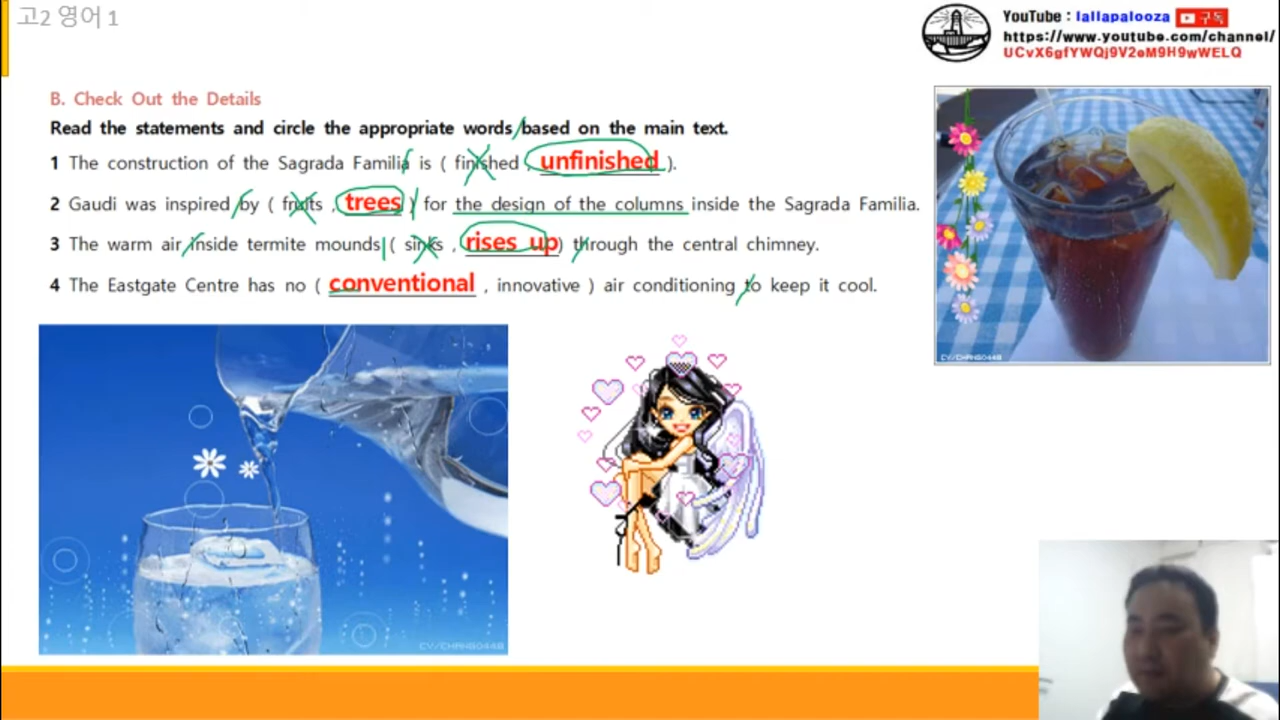 고2 영어 1
YouTube : lallapalooza 구독
https://www.youtube.com/channel/
UCvX6gfYWQj9V2eM9H9wWELQ
B. Check Out the Details
Read the statements and circle the appropriate words based on the main text.
1 The construction of the Sagrada Familia is ( finished , unfinished ).
2 Gaudi was inspired by ( fruits , trees ) for the design of the columns inside the Sagrada Familia.
3 The warm air inside termite mounds ( sinks , rises up) through the central chimney.
4 The Eastgate Centre has no ( conventional , innovative ) air conditioning to keep it cool.
CY/CHANG0448
CY/CHANG0448